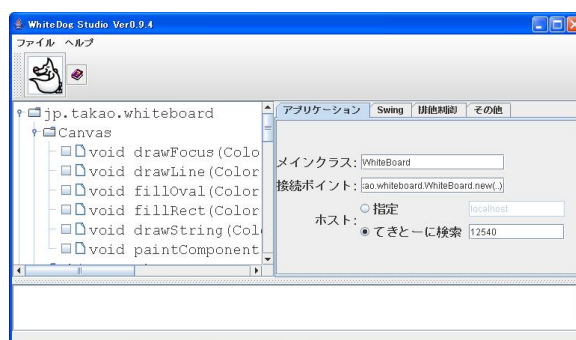 WhiteDog Studio Ver0.9.4
ファイル ヘルプ
jp.takao.whiteboard
Canvas
void drawFocus(Colo
void drawLine(Color
void fillOval(Color
void fillRect(Color
void drawString(Col
void paintComponent
アプリケーション Swing 排他制御 その他
メインクラス: WhiteBoard
接続ポイント: :ao.whiteboard.WhiteBoard.new(..)
ホスト:
指定 localhost
てきとーに検索 12540